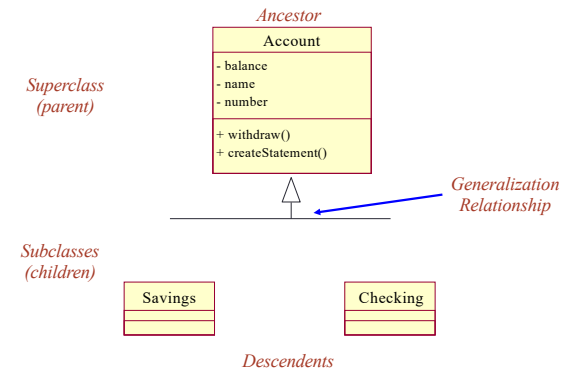 Ancestor
Account
- balance
- name
- number
+ withdraw()
+ createStatement()
Superclass
(parent)
Generalization
Relationship
Subclasses
(children)
Savings
Checking
Descendents